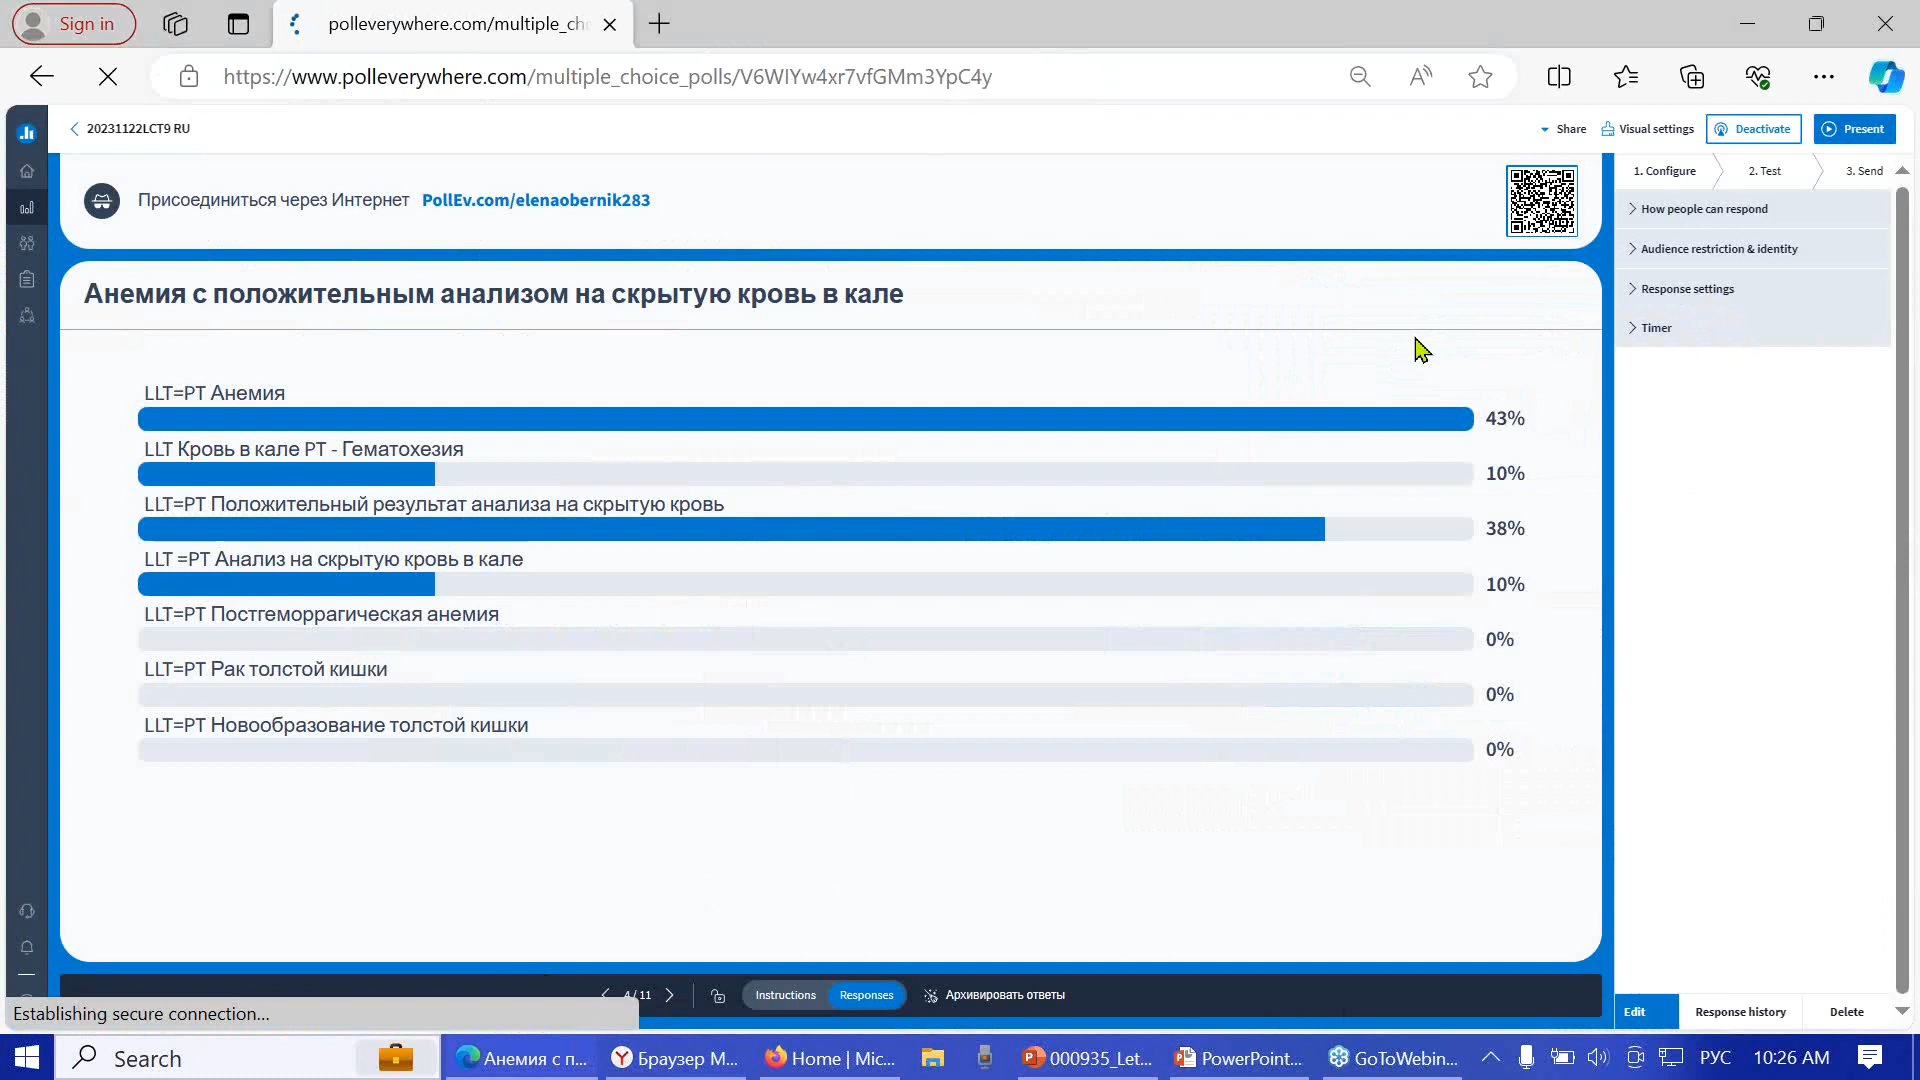 Sign in
polleverywhere.com/multiple_ch
https://www.polleverywhere.com/multiple_choice_polls/V6WIYw4xr7vfGMm3YpC4y
20231122LCT9 RU
Share
Visual settings
Deactivate
Present
Присоединиться через Интернет PollEv.com/elenaobernik283
1. Configure
2. Test
3. Send
How people can respond
Audience restriction & identity
Response settings
Timer
Анемия с положительным анализом на скрытую кровь в кале
LLT=PT Анемия
43%
LLT Кровь в кале PT - Гематохезия
10%
LLT=PT Положительный результат анализа на скрытую кровь
38%
LLT =PT Анализ на скрытую кровь в кале
10%
LLT=PT Постгеморрагическая анемия
0%
LLT=PT Рак толстой кишки
0%
LLT=PT Новообразование толстой кишки
0%
4/11
Instructions
Responses
Архивировать ответы
Establishing secure connection...
Edit
Response history
Delete
Search
Анемия с п...
Браузер М...
Home | Mic...
000935_Let...
PowerPoint...
GoToWebin...
РУС
10:26 AM